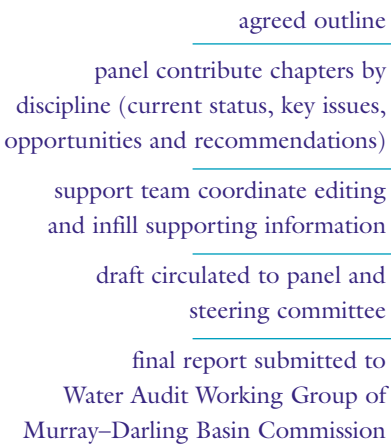 agreed outline
panel contribute chapters by
discipline (current status, key issues,
opportunities and recommendations)
support team coordinate editing
and infill supporting information
draft circulated to panel and
steering committee
final report submitted to
Water Audit Working Group of
Murray–Darling Basin Commission